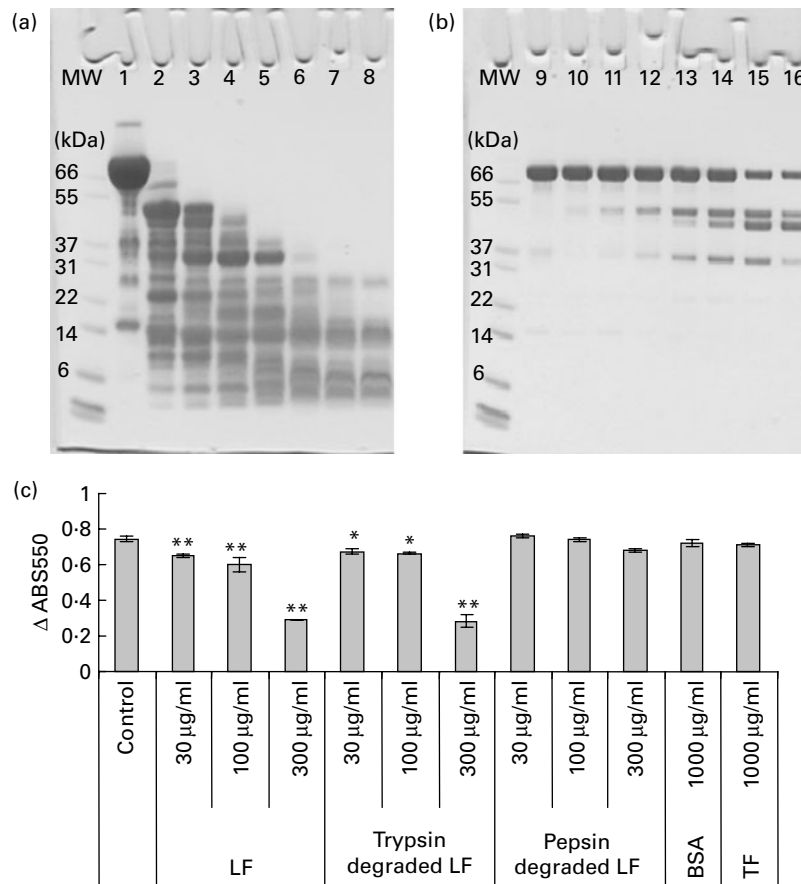 (a)
MW 1 2 3 4 5 6 7 8
(kDa)
66
55
37
31
22
14
6
(b)
MW 9 10 11 12 13 14 15 16
(kDa)
66
55
37
31
22
14
6
(c)
Δ ABS550
1
0·8
0·6
0·4
0·2
0
** ** ** * * **
Control
30 µg/ml
100 µg/ml
300 µg/ml
30 µg/ml
100 µg/ml
300 µg/ml
30 µg/ml
100 µg/ml
300 µg/ml
1000 µg/ml
1000 µg/ml
LF
Trypsin
degraded LF
Pepsin
degraded LF
BSA
TF